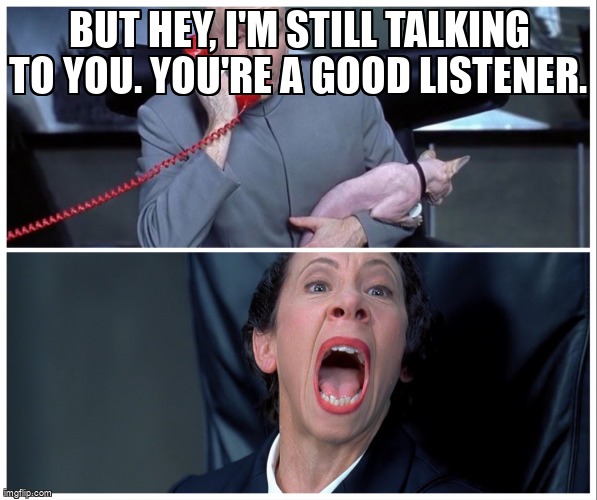 BUT HEY, I'M STILL TALKING
TO YOU. YOU'RE A GOOD LISTENER.
imgflip.com